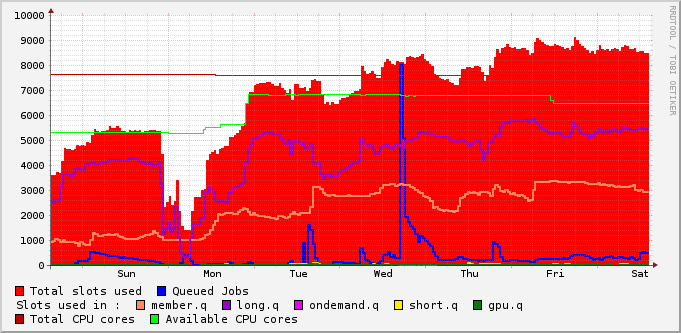 10000
9000
8000
7000
6000
5000
4000
3000
2000
1000
0
Sun Mon Tue Wed Thu Fri Sat
RRDTOOL / TOBI OETIKER
Total slots used Queued Jobs
Slots used in : member.q long.q ondemand.q short.q gpu.q
Total CPU cores Available CPU cores